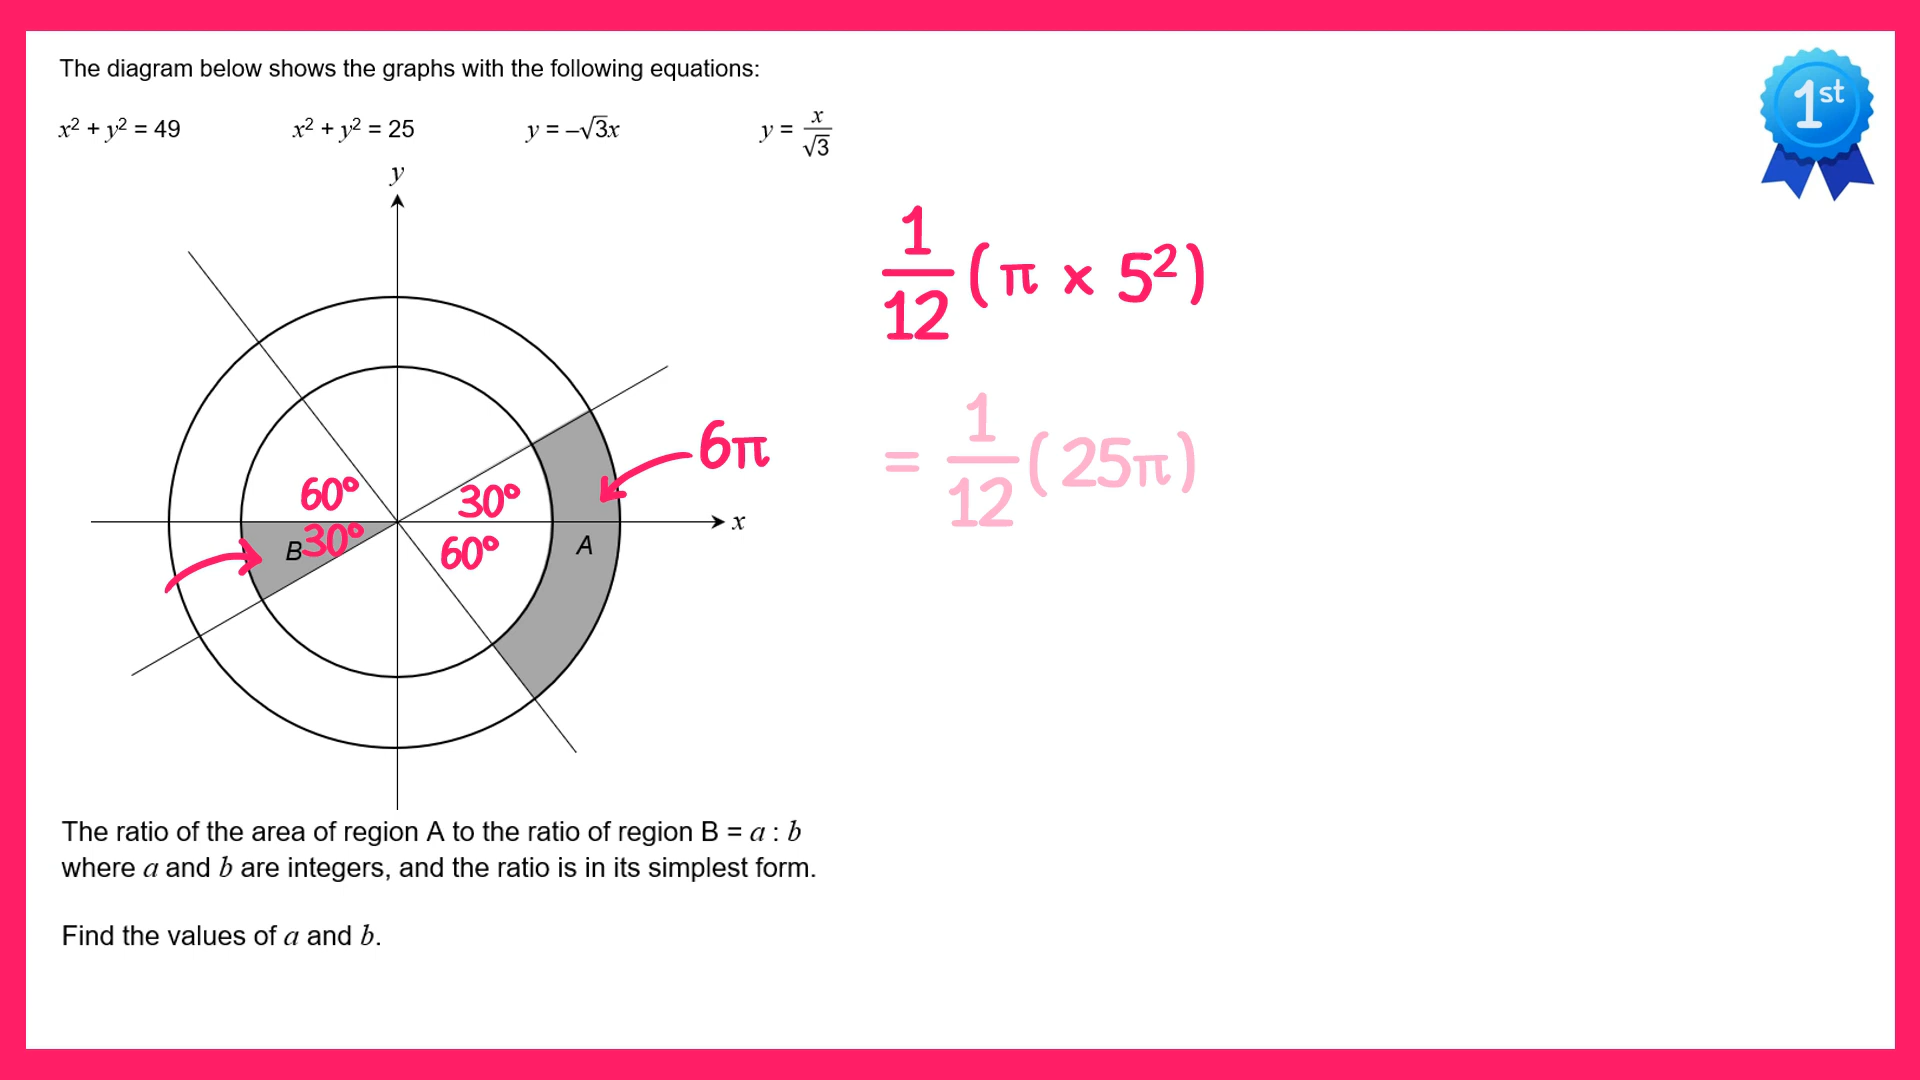 The diagram below shows the graphs with the following equations:
x² + y² = 49 x² + y² = 25 y = –√3x y = x/√3
y
1st
1/12 (π × 5²)
6π
= 1/12 (25π)
60° 30°
x
B 30° 60° A
The ratio of the area of region A to the ratio of region B = a : b
where a and b are integers, and the ratio is in its simplest form.
Find the values of a and b.